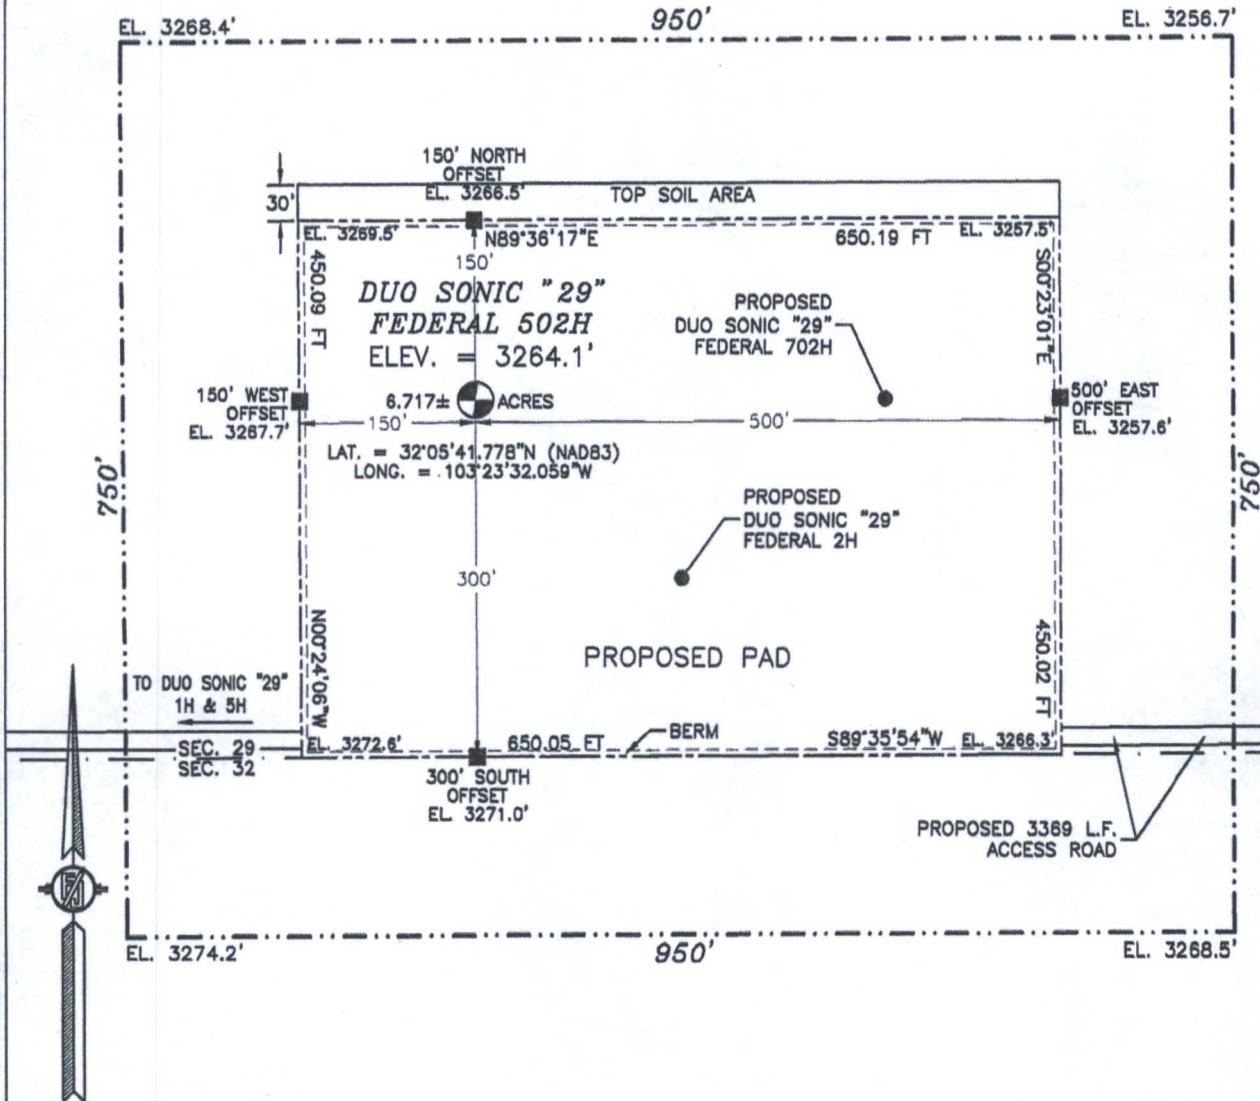 EL. 3268.4'
950'
EL. 3256.7'
150' NORTH
OFFSET
EL. 3266.5'
TOP SOIL AREA
30'
EL. 3269.5'
N89°36'17"E
650.19 FT
EL. 3257.5'
450.09 FT
150'
S00°23'01"E
DUO SONIC "29"
FEDERAL 502H
ELEV. = 3264.1'
PROPOSED
DUO SONIC "29"
FEDERAL 702H
150' WEST
OFFSET
EL. 3267.7'
6.717± ACRES
150'
500'
500' EAST
OFFSET
EL. 3257.6'
LAT. = 32°05'41.778"N (NAD83)
LONG. = 103°23'32.059"W
750'
750'
PROPOSED
DUO SONIC "29"
FEDERAL 2H
300'
N00°24'06"W
450.02 FT
PROPOSED PAD
TO DUO SONIC "29"
1H & 5H
SEC. 29
SEC. 32
EL. 3272.6'
650.05 FT
BERM
S89°35'54"W
EL. 3266.3'
300' SOUTH
OFFSET
EL. 3271.0'
PROPOSED 3369 L.F.
ACCESS ROAD
EL. 3274.2'
950'
EL. 3268.5'